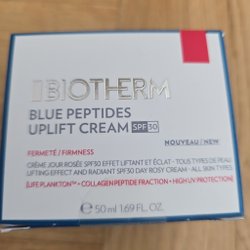 BIOTHERM
BLUE PEPTIDES
UPLIFT CREAM SPF30
NOUVEAU / NEW
FERMETÉ / FIRMNESS
CRÈME JOUR ROSÉE SPF30 EFFET LIFTANT ET ÉCLAT - TOUS TYPES DE PEAU
LIFTING EFFECT AND RADIANT SPF30 DAY ROSY CREAM - ALL SKIN TYPES
[LIFE PLANKTON™ + COLLAGEN PEPTIDE FRACTION + HIGH UV PROTECTION]
℮ 50 ml 1.69 FL. OZ.